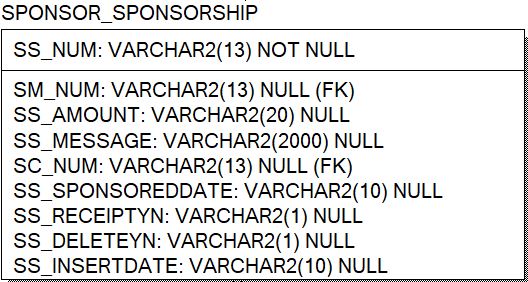 SPONSOR_SPONSORSHIP
SS_NUM: VARCHAR2(13) NOT NULL
SM_NUM: VARCHAR2(13) NULL (FK)
SS_AMOUNT: VARCHAR2(20) NULL
SS_MESSAGE: VARCHAR2(2000) NULL
SC_NUM: VARCHAR2(13) NULL (FK)
SS_SPONSOREDDATE: VARCHAR2(10) NULL
SS_RECEIPTYN: VARCHAR2(1) NULL
SS_DELETEYN: VARCHAR2(1) NULL
SS_INSERTDATE: VARCHAR2(10) NULL